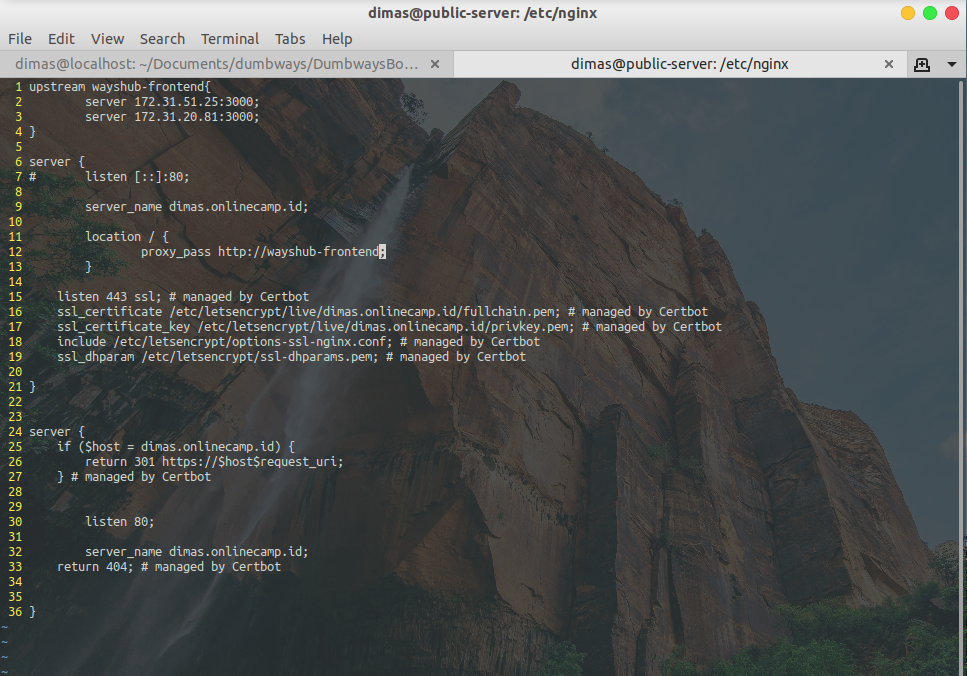 dimas@public-server: /etc/nginx
File Edit View Search Terminal Tabs Help
dimas@localhost: ~/Documents/dumbways/DumbwaysBo... × dimas@public-server: /etc/nginx ×
1 upstream wayshub-frontend{
2 server 172.31.51.25:3000;
3 server 172.31.20.81:3000;
4 }
5
6 server {
7 # listen [::]:80;
8
9 server_name dimas.onlinecamp.id;
10
11 location / {
12 proxy_pass http://wayshub-frontend;
13 }
14
15 listen 443 ssl; # managed by Certbot
16 ssl_certificate /etc/letsencrypt/live/dimas.onlinecamp.id/fullchain.pem; # managed by Certbot
17 ssl_certificate_key /etc/letsencrypt/live/dimas.onlinecamp.id/privkey.pem; # managed by Certbot
18 include /etc/letsencrypt/options-ssl-nginx.conf; # managed by Certbot
19 ssl_dhparam /etc/letsencrypt/ssl-dhparams.pem; # managed by Certbot
20
21 }
22
23
24 server {
25 if ($host = dimas.onlinecamp.id) {
26 return 301 https://$host$request_uri;
27 } # managed by Certbot
28
29
30 listen 80;
31
32 server_name dimas.onlinecamp.id;
33 return 404; # managed by Certbot
34
35
36 }
~
~
~
~